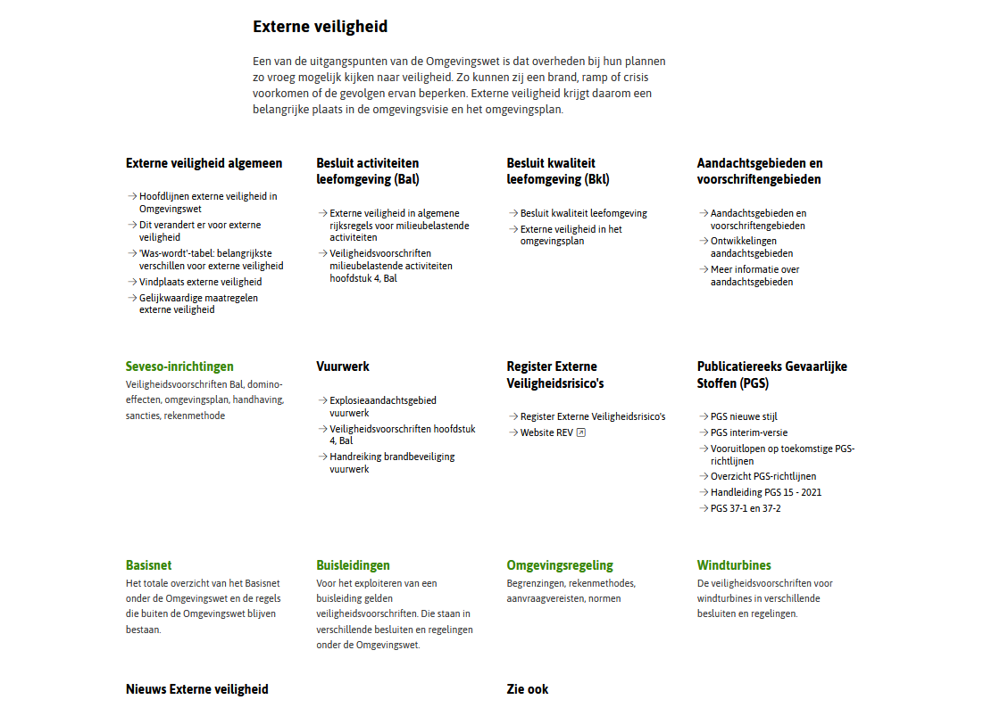 Externe veiligheid
Een van de uitgangspunten van de Omgevingswet is dat overheden bij hun plannen
zo vroeg mogelijk kijken naar veiligheid. Zo kunnen zij een brand, ramp of crisis
voorkomen of de gevolgen ervan beperken. Externe veiligheid krijgt daarom een
belangrijke plaats in de omgevingsvisie en het omgevingsplan.
Externe veiligheid algemeen
Hoofdlijnen externe veiligheid in
Omgevingswet
Dit verandert er voor externe
veiligheid
'Was-wordt'-tabel: belangrijkste
verschillen voor externe veiligheid
Vindplaats externe veiligheid
Gelijkwaardige maatregelen
externe veiligheid
Besluit activiteiten
leefomgeving (Bal)
Externe veiligheid in algemene
rijksregels voor milieubelastende
activiteiten
Veiligheidsvoorschriften
milieubelastende activiteiten
hoofdstuk 4, Bal
Besluit kwaliteit
leefomgeving (Bkl)
Besluit kwaliteit leefomgeving
Externe veiligheid in het
omgevingsplan
Aandachtsgebieden en
voorschriftengebieden
Aandachtsgebieden en
voorschriftengebieden
Ontwikkelingen
aandachtsgebieden
Meer informatie over
aandachtsgebieden
Seveso-inrichtingen
Veiligheidsvoorschriften Bal, domino-
effecten, omgevingsplan, handhaving,
sancties, rekenmethode
Vuurwerk
Explosieaandachtsgebied
vuurwerk
Veiligheidsvoorschriften hoofdstuk
4, Bal
Handreiking brandbeveiliging
vuurwerk
Register Externe
Veiligheidsrisico's
Register Externe Veiligheidsrisico's
Website REV
Publicatiereeks Gevaarlijke
Stoffen (PGS)
PGS nieuwe stijl
PGS interim-versie
Vooruitlopen op toekomstige PGS-
richtlijnen
Overzicht PGS-richtlijnen
Handleiding PGS 15 - 2021
PGS 37-1 en 37-2
Basisnet
Het totale overzicht van het Basisnet
onder de Omgevingswet en de regels
die buiten de Omgevingswet blijven
bestaan.
Buisleidingen
Voor het exploiteren van een
buisleiding gelden
veiligheidsvoorschriften. Die staan in
verschillende besluiten en regelingen
onder de Omgevingswet.
Omgevingsregeling
Begrenzingen, rekenmethodes,
aanvraagvereisten, normen
Windturbines
De veiligheidsvoorschriften voor
windturbines in verschillende
besluiten en regelingen.
Nieuws Externe veiligheid
Zie ook